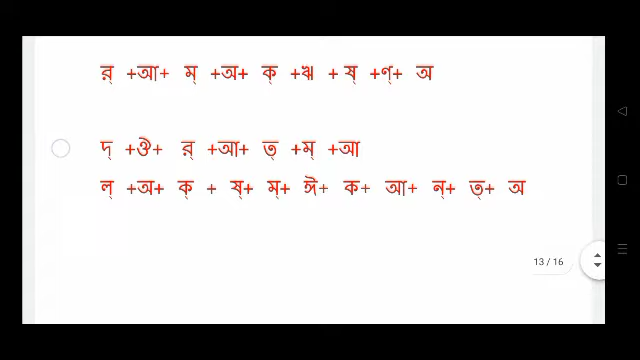 র্ +আ+ ম্ +অ+ ক্ +ঋ + ষ্ +ণ্+ অ
দ্ +ঔ+ র্ +আ+ ত্ +ম্ +আ
ল্ +অ+ ক্ + ষ্+ ম্+ ঈ+ ক+ আ+ ন্+ ত্+ অ
13 / 16